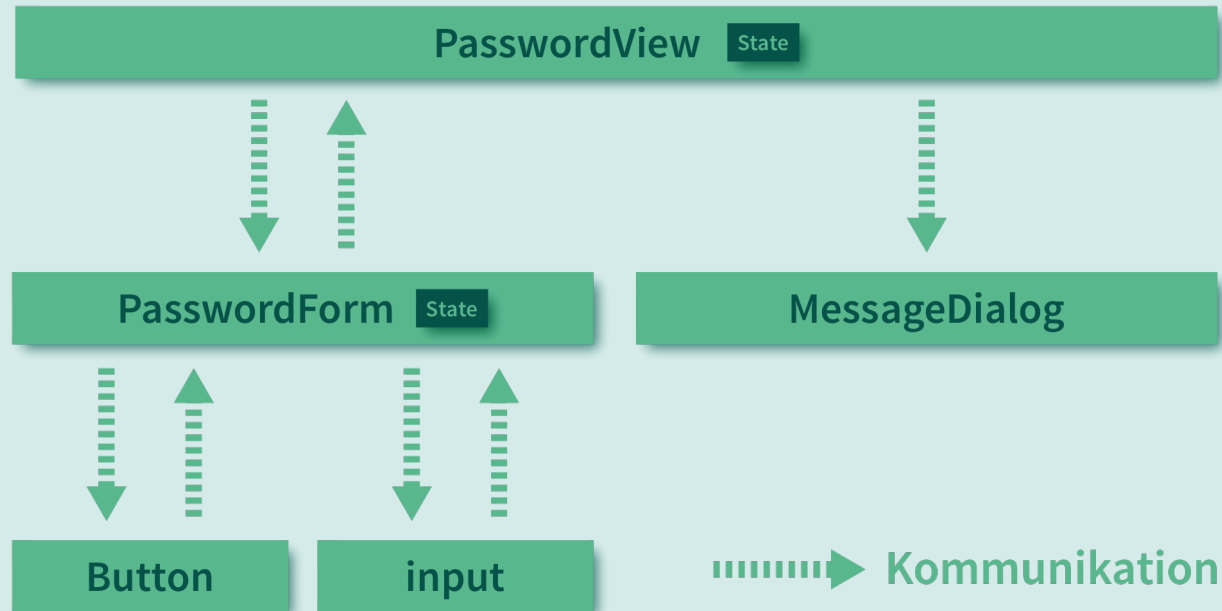 PasswordView State
PasswordForm State
MessageDialog
Button
input
Kommunikation